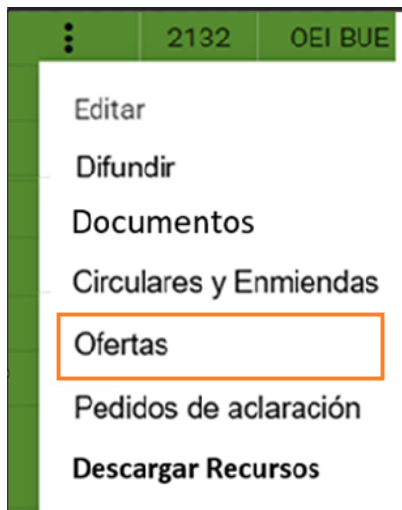 2132 OEI BUE
Editar
Difundir
Documentos
Circulares y Enmiendas
Ofertas
Pedidos de aclaración
Descargar Recursos